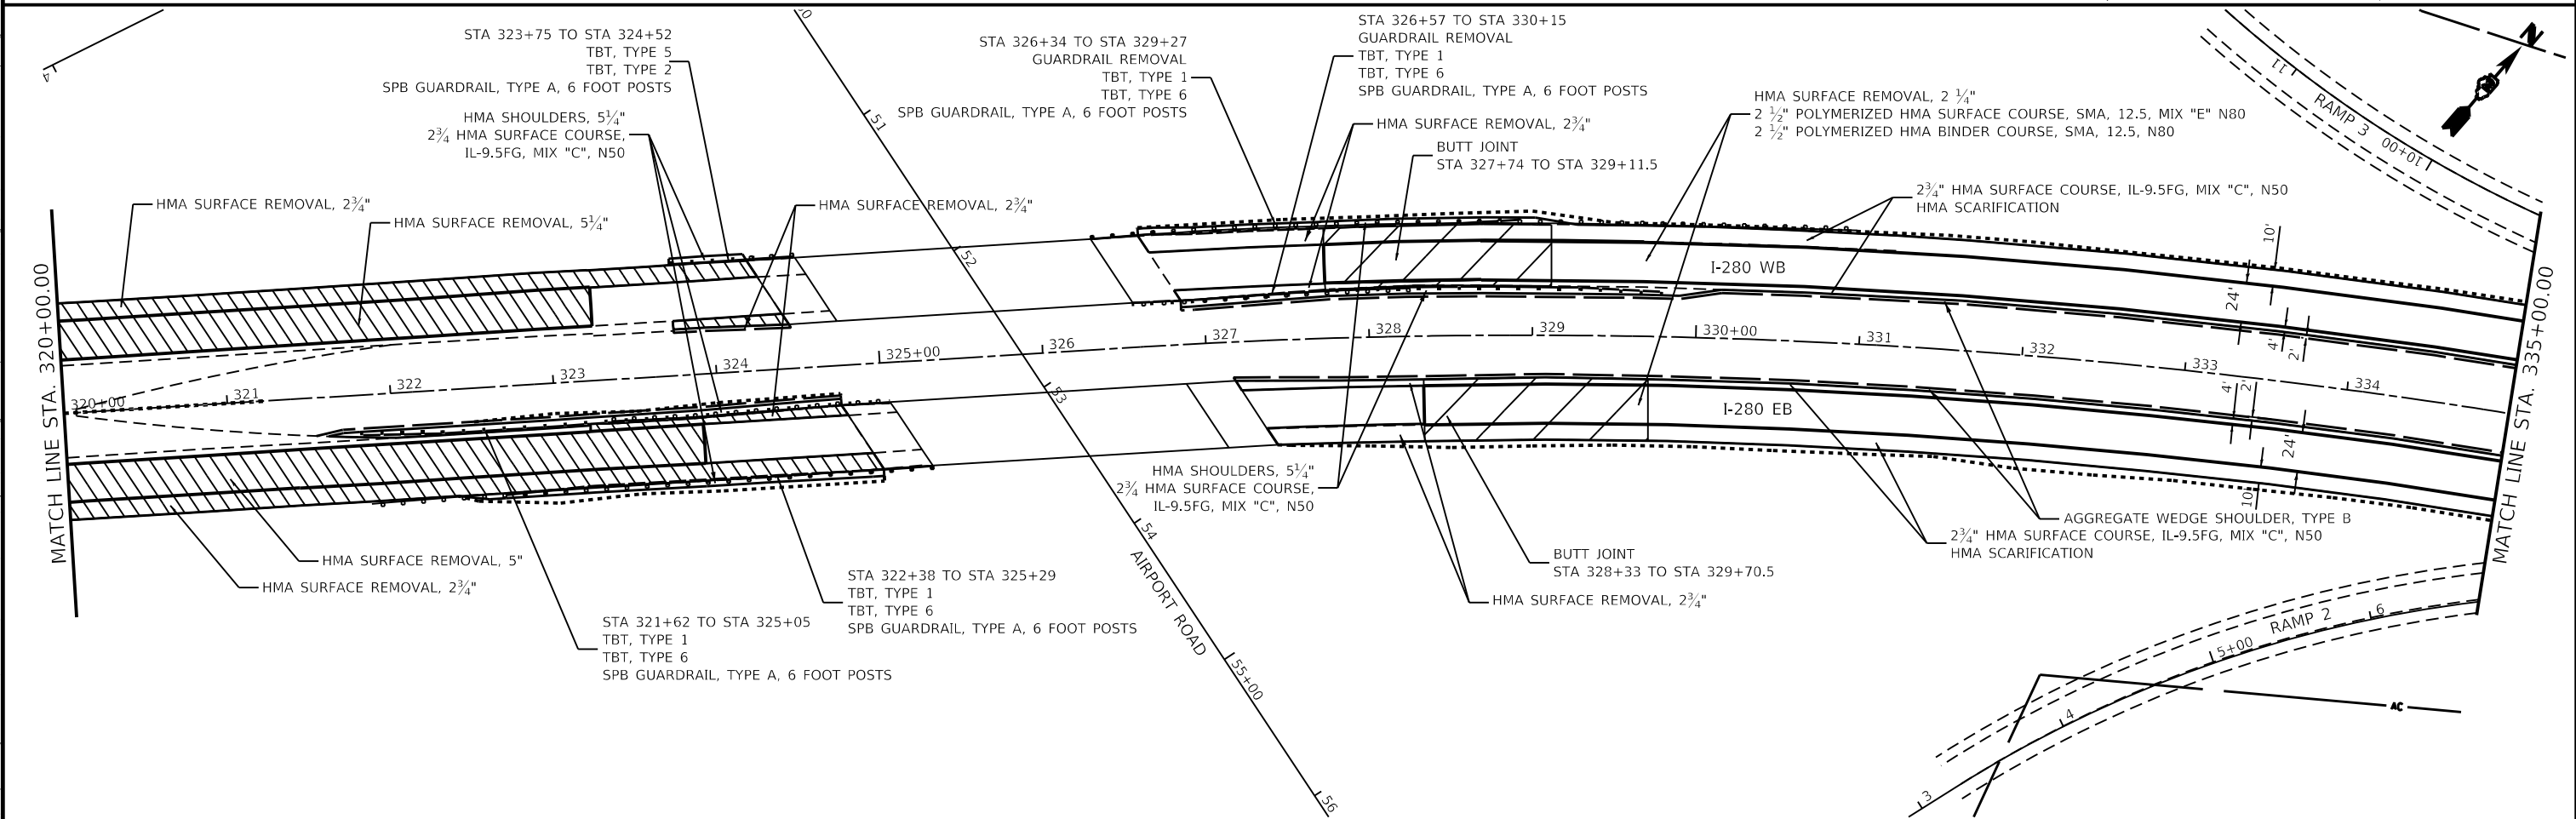 STA 323+75 TO STA 324+52
TBT, TYPE 5
TBT, TYPE 2
SPB GUARDRAIL, TYPE A, 6 FOOT POSTS
HMA SHOULDERS, 5¼"
2¾ HMA SURFACE COURSE,
IL-9.5FG, MIX "C", N50
STA 326+34 TO STA 329+27
GUARDRAIL REMOVAL
TBT, TYPE 1
TBT, TYPE 6
SPB GUARDRAIL, TYPE A, 6 FOOT POSTS
STA 326+57 TO STA 330+15
GUARDRAIL REMOVAL
TBT, TYPE 1
TBT, TYPE 6
SPB GUARDRAIL, TYPE A, 6 FOOT POSTS
HMA SURFACE REMOVAL, 2¾"
BUTT JOINT
STA 327+74 TO STA 329+11.5
HMA SURFACE REMOVAL, 2 ¼"
2 ½" POLYMERIZED HMA SURFACE COURSE, SMA, 12.5, MIX "E" N80
2 ½" POLYMERIZED HMA BINDER COURSE, SMA, 12.5, N80
2¾" HMA SURFACE COURSE, IL-9.5FG, MIX "C", N50
HMA SCARIFICATION
N
11
RAMP 3
10+00
4
HMA SURFACE REMOVAL, 2¾"
HMA SURFACE REMOVAL, 5¼"
HMA SURFACE REMOVAL, 2¾"
51
52
53
54
55+00
56
AIRPORT ROAD
I-280 WB
I-280 EB
10'
24'
4'
2'
4'
2'
24'
10'
MATCH LINE STA. 320+00.00
MATCH LINE STA. 335+00.00
320+00
321
322
323
324
325+00
326
327
328
329
330+00
331
332
333
334
HMA SHOULDERS, 5¼"
2¾ HMA SURFACE COURSE,
IL-9.5FG, MIX "C", N50
HMA SURFACE REMOVAL, 5"
HMA SURFACE REMOVAL, 2¾"
STA 321+62 TO STA 325+05
TBT, TYPE 1
TBT, TYPE 6
SPB GUARDRAIL, TYPE A, 6 FOOT POSTS
STA 322+38 TO STA 325+29
TBT, TYPE 1
TBT, TYPE 6
SPB GUARDRAIL, TYPE A, 6 FOOT POSTS
BUTT JOINT
STA 328+33 TO STA 329+70.5
HMA SURFACE REMOVAL, 2¾"
AGGREGATE WEDGE SHOULDER, TYPE B
2¾" HMA SURFACE COURSE, IL-9.5FG, MIX "C", N50
HMA SCARIFICATION
3
4
5+00
RAMP 2
6
AC